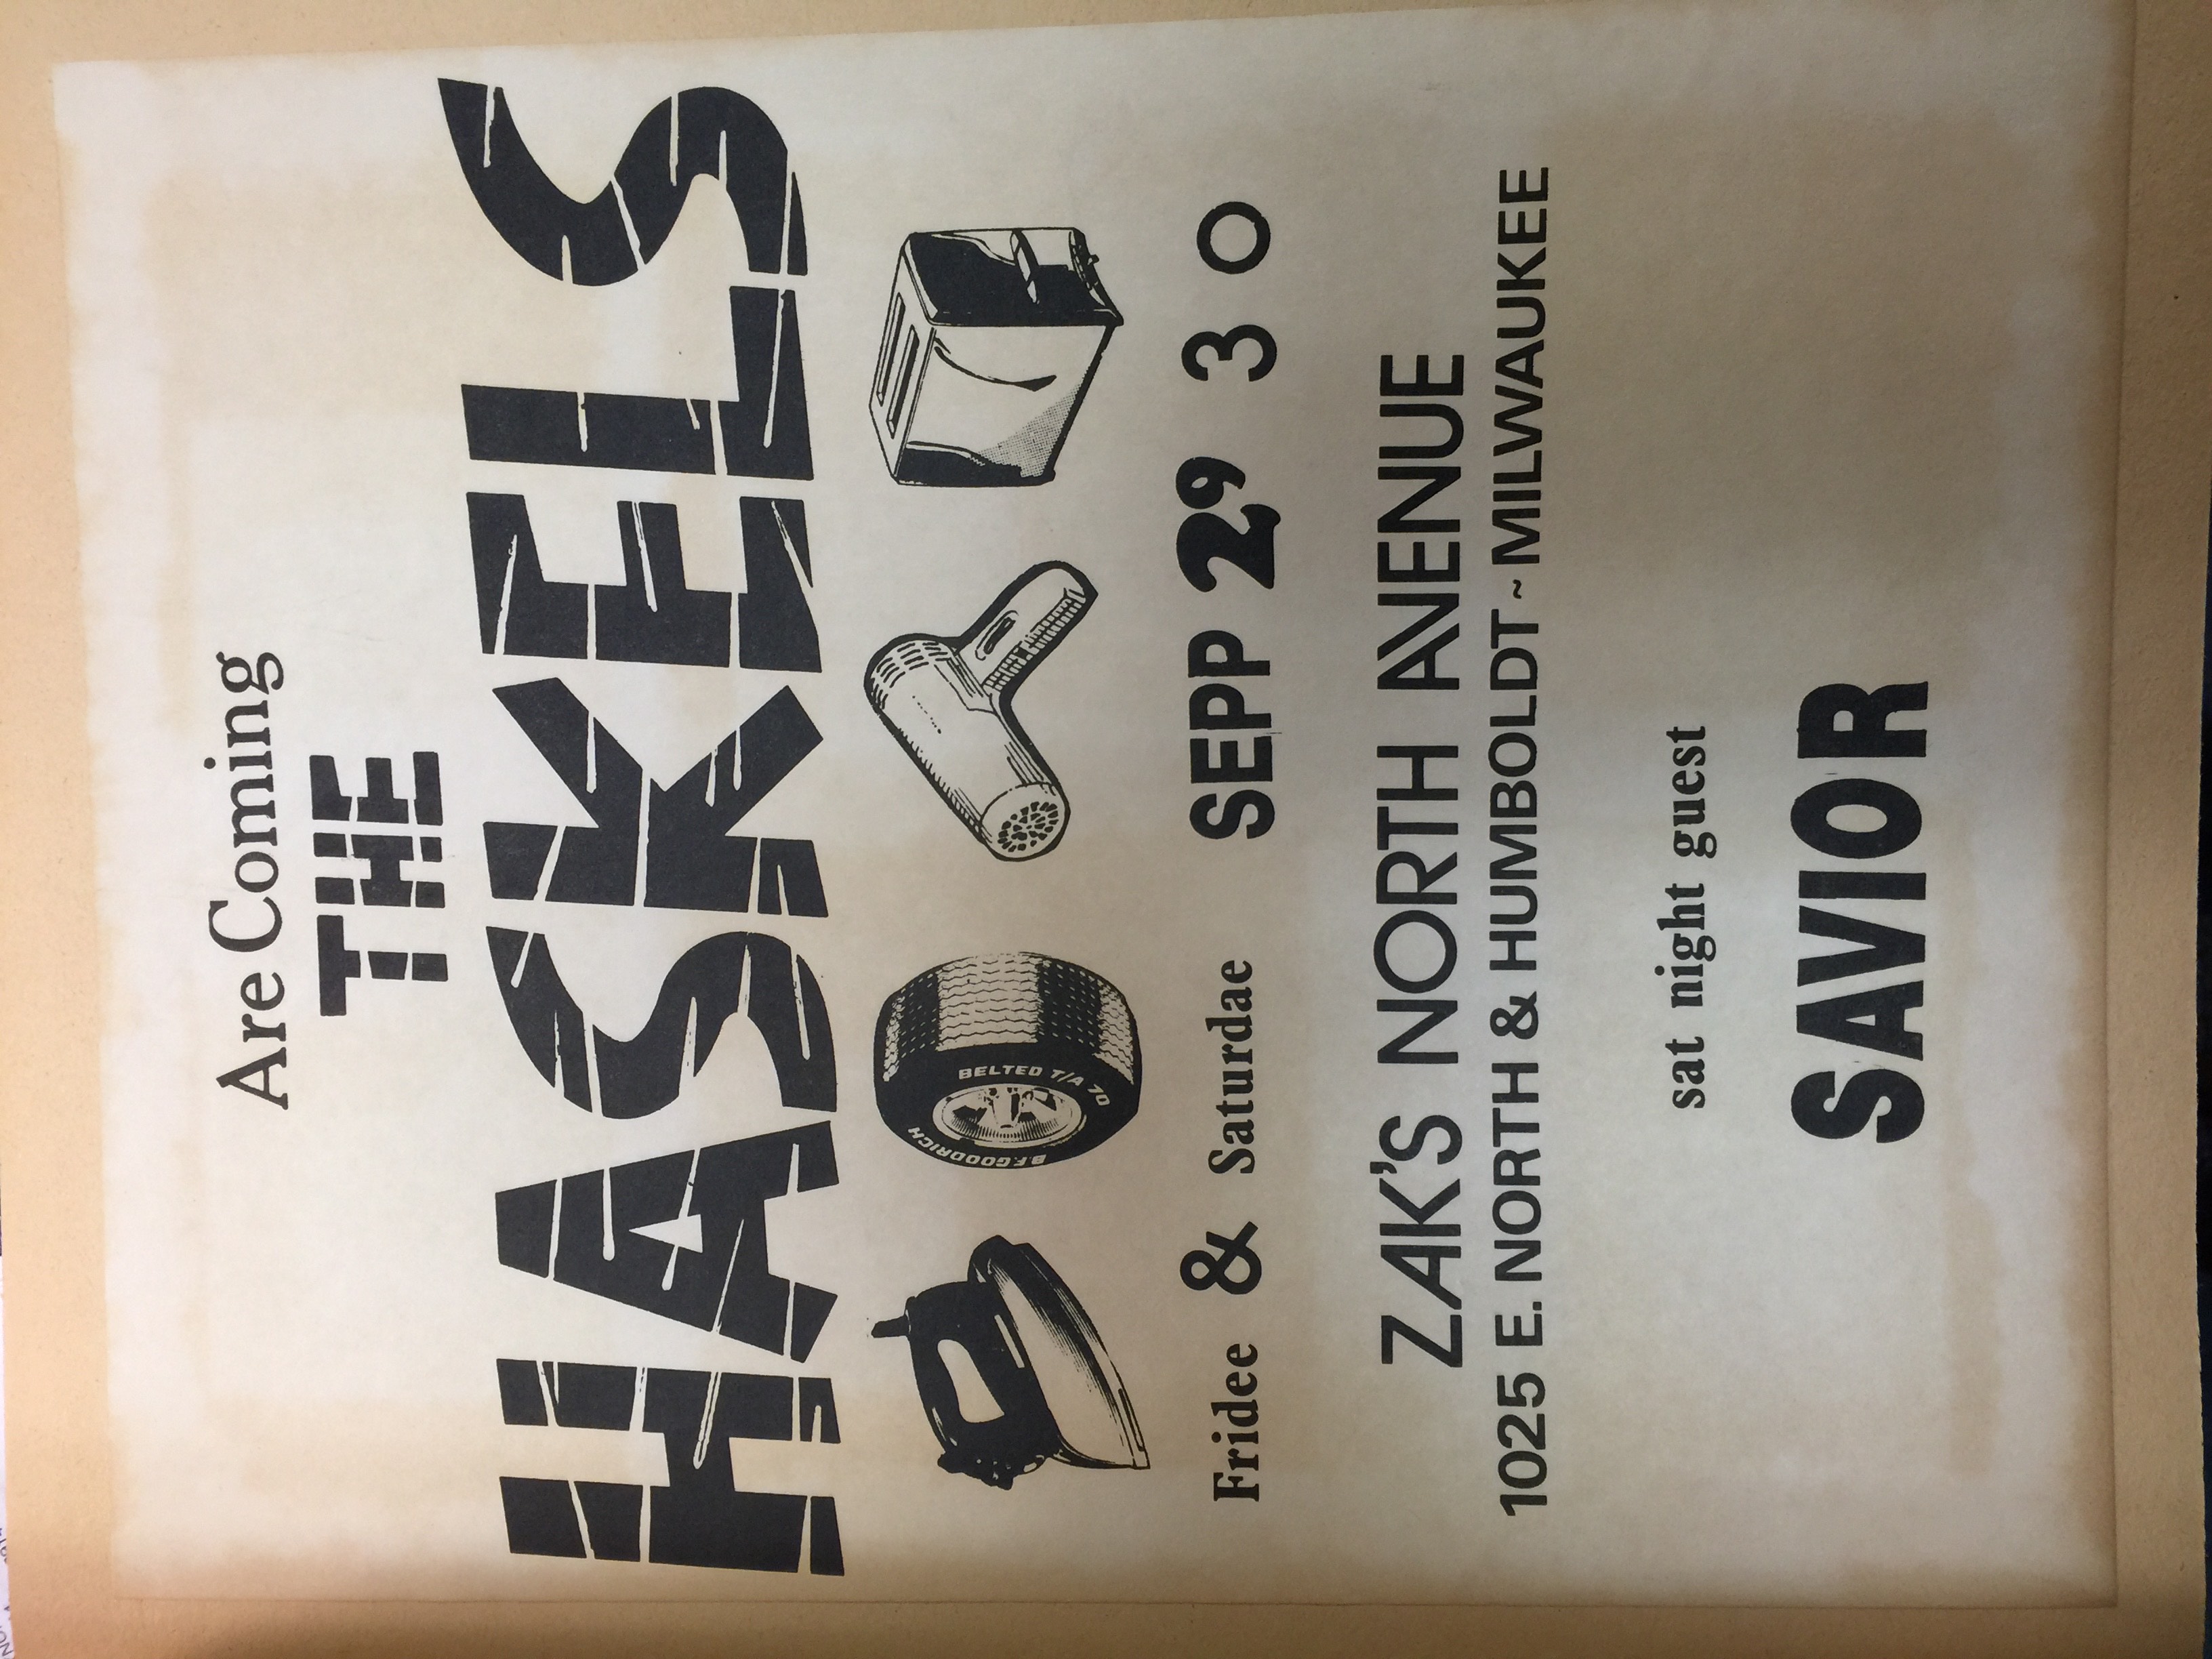 Are Coming
THE
HASKELS
B.F.GOODRICH
BELTED T/A 70
Fridee & Saturdae SEPP 29 30
ZAK'S NORTH AVENUE
1025 E. NORTH & HUMBOLDT ~ MILWAUKEE
sat night guest
SAVIOR